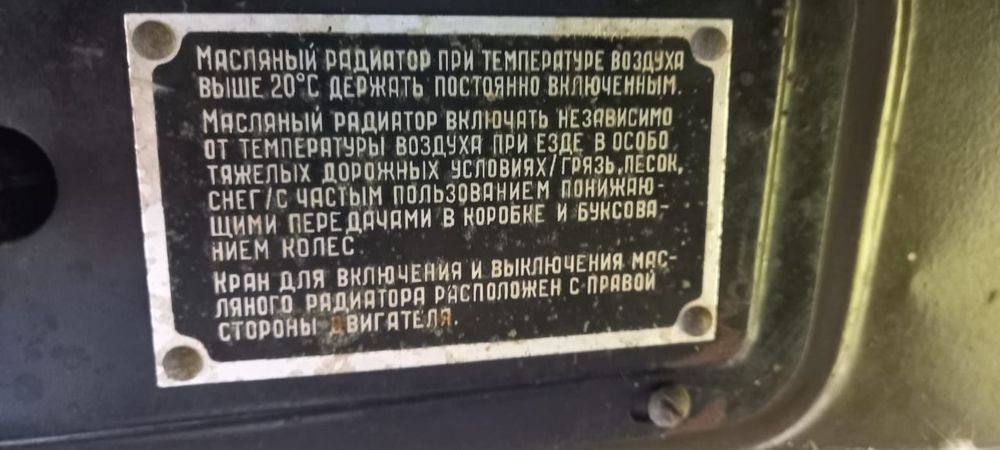 Масляный радиатор при температуре воздуха
выше 20°С держать постоянно включенным.
Масляный радиатор включать независимо
от температуры воздуха при езде в особо
тяжелых дорожных условиях/грязь, песок,
снег/с частым пользованием понижаю-
щими передачами в коробке и буксова-
нием колес
Кран для включения и выключения мас-
ляного радиатора расположен с правой
стороны двигателя.